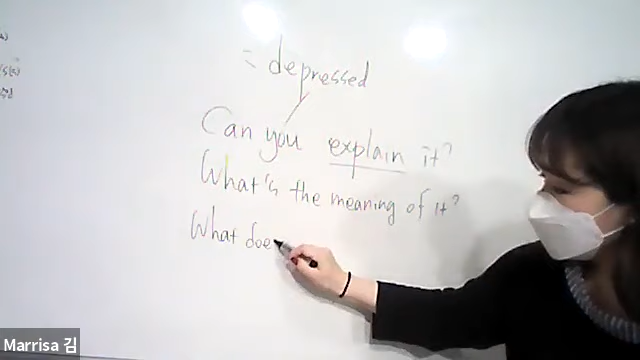 = depressed
Can you explain it?
What's the meaning of it?
What doe
Marrisa 김